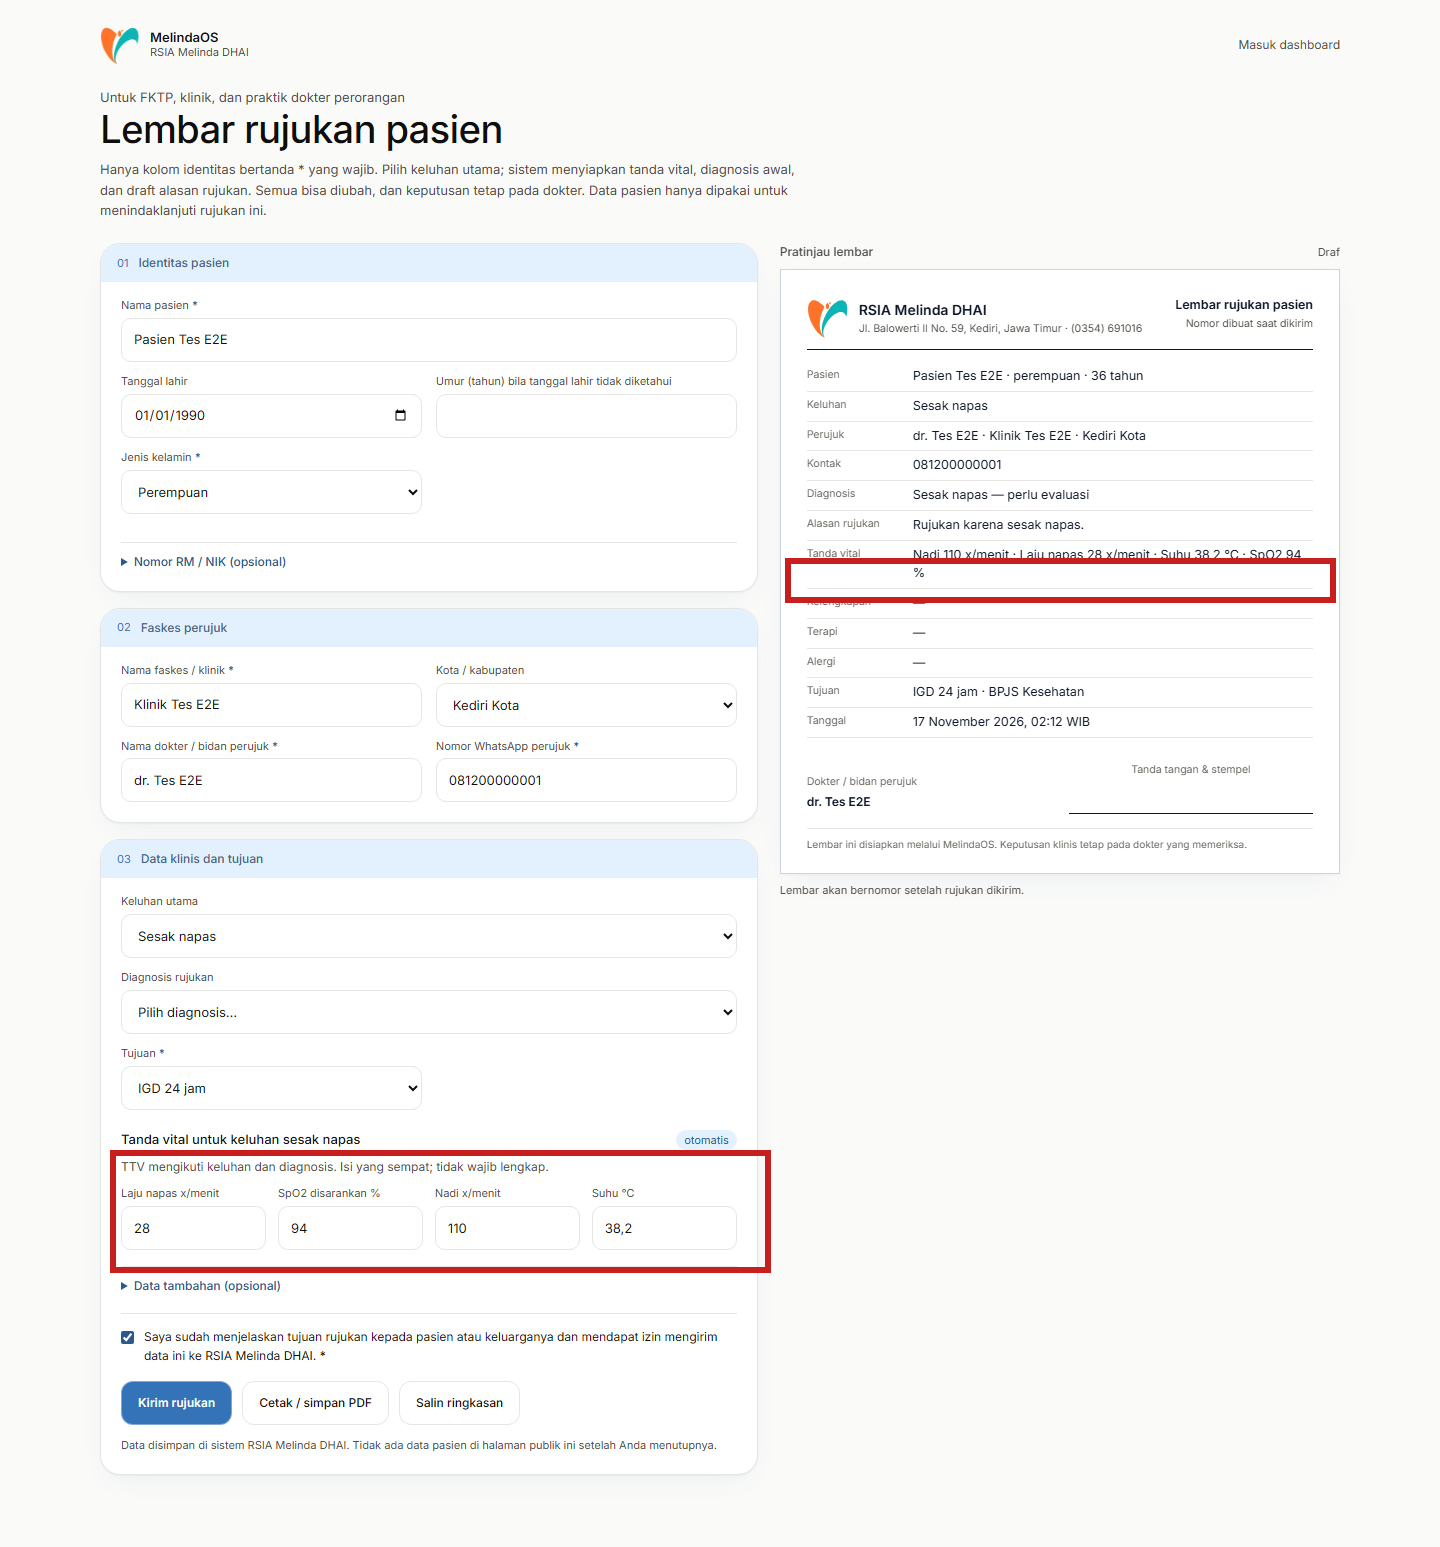 MelindaOS
RSIA Melinda DHAI
Masuk dashboard
Untuk FKTP, klinik, dan praktik dokter perorangan
Lembar rujukan pasien
Hanya kolom identitas bertanda * yang wajib. Pilih keluhan utama; sistem menyiapkan tanda vital, diagnosis awal,
dan draft alasan rujukan. Semua bisa diubah, dan keputusan tetap pada dokter. Data pasien hanya dipakai untuk
menindaklanjuti rujukan ini.
01 Identitas pasien
Nama pasien *
Pasien Tes E2E
Tanggal lahir
Umur (tahun) bila tanggal lahir tidak diketahui
01/01/1990
Jenis kelamin *
Perempuan
Nomor RM / NIK (opsional)
02 Faskes perujuk
Nama faskes / klinik *
Kota / kabupaten
Klinik Tes E2E
Kediri Kota
Nama dokter / bidan perujuk *
Nomor WhatsApp perujuk *
dr. Tes E2E
081200000001
03 Data klinis dan tujuan
Keluhan utama
Sesak napas
Diagnosis rujukan
Pilih diagnosis...
Tujuan *
IGD 24 jam
Tanda vital untuk keluhan sesak napas
otomatis
TTV mengikuti keluhan dan diagnosis. Isi yang sempat; tidak wajib lengkap.
Laju napas x/menit
SpO2 disarankan %
Nadi x/menit
Suhu °C
28
94
110
38,2
Data tambahan (opsional)
Saya sudah menjelaskan tujuan rujukan kepada pasien atau keluarganya dan mendapat izin mengirim
data ini ke RSIA Melinda DHAI. *
Kirim rujukan
Cetak / simpan PDF
Salin ringkasan
Data disimpan di sistem RSIA Melinda DHAI. Tidak ada data pasien di halaman publik ini setelah Anda menutupnya.
Pratinjau lembar
Draf
RSIA Melinda DHAI
Jl. Balowerti II No. 59, Kediri, Jawa Timur · (0354) 691016
Lembar rujukan pasien
Nomor dibuat saat dikirim
Pasien Pasien Tes E2E · perempuan · 36 tahun
Keluhan Sesak napas
Perujuk dr. Tes E2E · Klinik Tes E2E · Kediri Kota
Kontak 081200000001
Diagnosis Sesak napas — perlu evaluasi
Alasan rujukan Rujukan karena sesak napas.
Tanda vital Nadi 110 x/menit · Laju napas 28 x/menit · Suhu 38,2 °C · SpO2 94
%
Kelengkapan —
Terapi —
Alergi —
Tujuan IGD 24 jam · BPJS Kesehatan
Tanggal 17 November 2026, 02:12 WIB
Tanda tangan & stempel
Dokter / bidan perujuk
dr. Tes E2E
Lembar ini disiapkan melalui MelindaOS. Keputusan klinis tetap pada dokter yang memeriksa.
Lembar akan bernomor setelah rujukan dikirim.